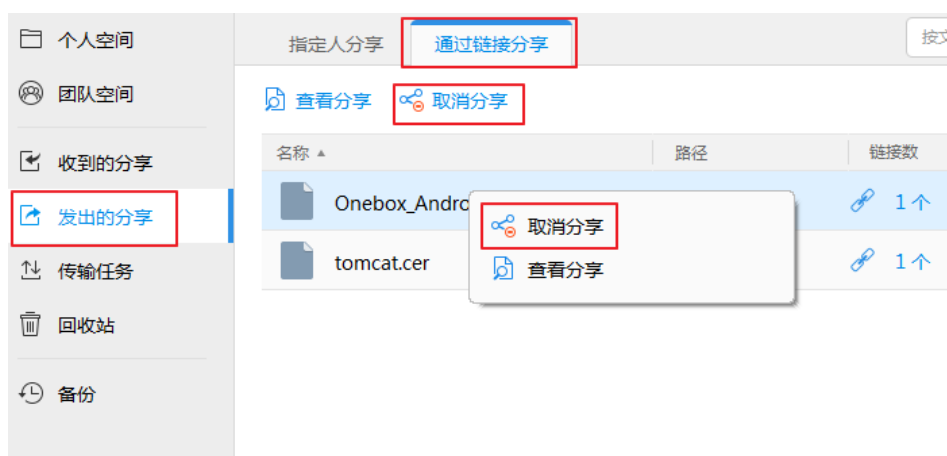 个人空间
团队空间
收到的分享
发出的分享
传输任务
回收站
备份
指定人分享 通过链接分享
查看分享 取消分享
名称 路径 链接数
Onebox_Andro 1个
tomcat.cer 1个
取消分享
查看分享